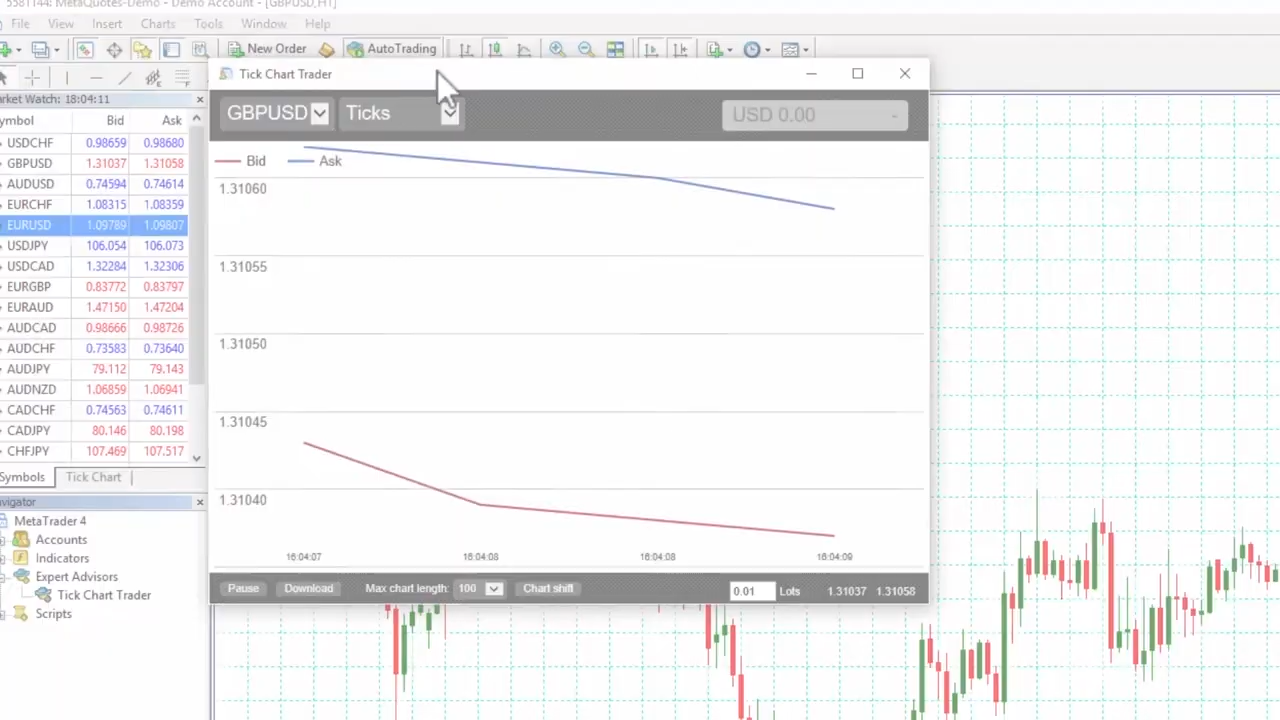 5581144: MetaQuotes-Demo - Demo Account - [GBPUSD,H1]
File View Insert Charts Tools Window Help
New Order AutoTrading
Market Watch: 18:04:11
Symbol Bid Ask
USDCHF 0.98659 0.98680
GBPUSD 1.31037 1.31058
AUDUSD 0.74594 0.74614
EURCHF 1.08315 1.08359
EURUSD 1.09789 1.09807
USDJPY 106.054 106.073
USDCAD 1.32284 1.32306
EURGBP 0.83772 0.83797
EURAUD 1.47150 1.47204
AUDCAD 0.98666 0.98726
AUDCHF 0.73583 0.73640
AUDJPY 79.112 79.143
AUDNZD 1.06859 1.06941
CADCHF 0.74563 0.74611
CADJPY 80.146 80.198
CHFJPY 107.469 107.517
Symbols Tick Chart
Navigator
MetaTrader 4
Accounts
Indicators
Expert Advisors
Tick Chart Trader
Scripts
Tick Chart Trader
GBPUSD Ticks USD 0.00 -
Bid Ask
1.31060
1.31055
1.31050
1.31045
1.31040
16:04:07 16:04:08 16:04:08 16:04:09
Pause Download Max chart length: 100 Chart shift 0.01 Lots 1.31037 1.31058